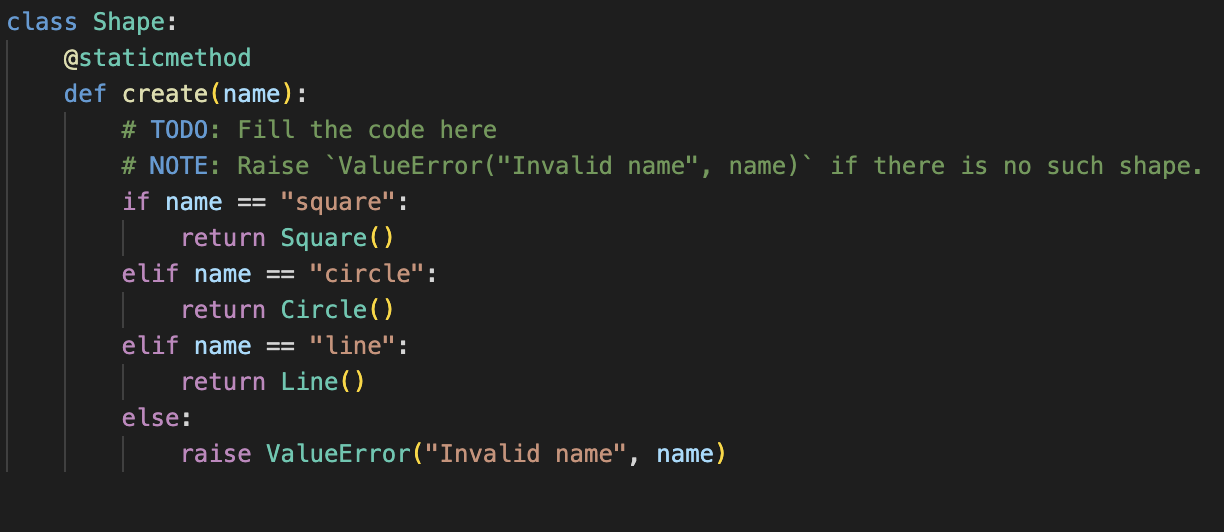 class Shape:
    @staticmethod
    def create(name):
        # TODO: Fill the code here
        # NOTE: Raise `ValueError("Invalid name", name)` if there is no such shape.
        if name == "square":
            return Square()
        elif name == "circle":
            return Circle()
        elif name == "line":
            return Line()
        else:
            raise ValueError("Invalid name", name)